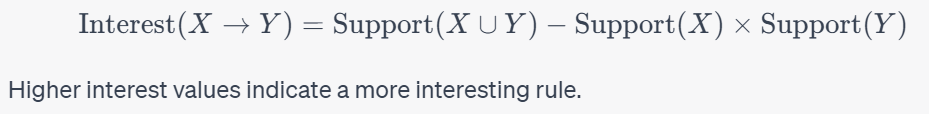 Interest(X → Y) = Support(X ∪ Y) − Support(X) × Support(Y)
Higher interest values indicate a more interesting rule.